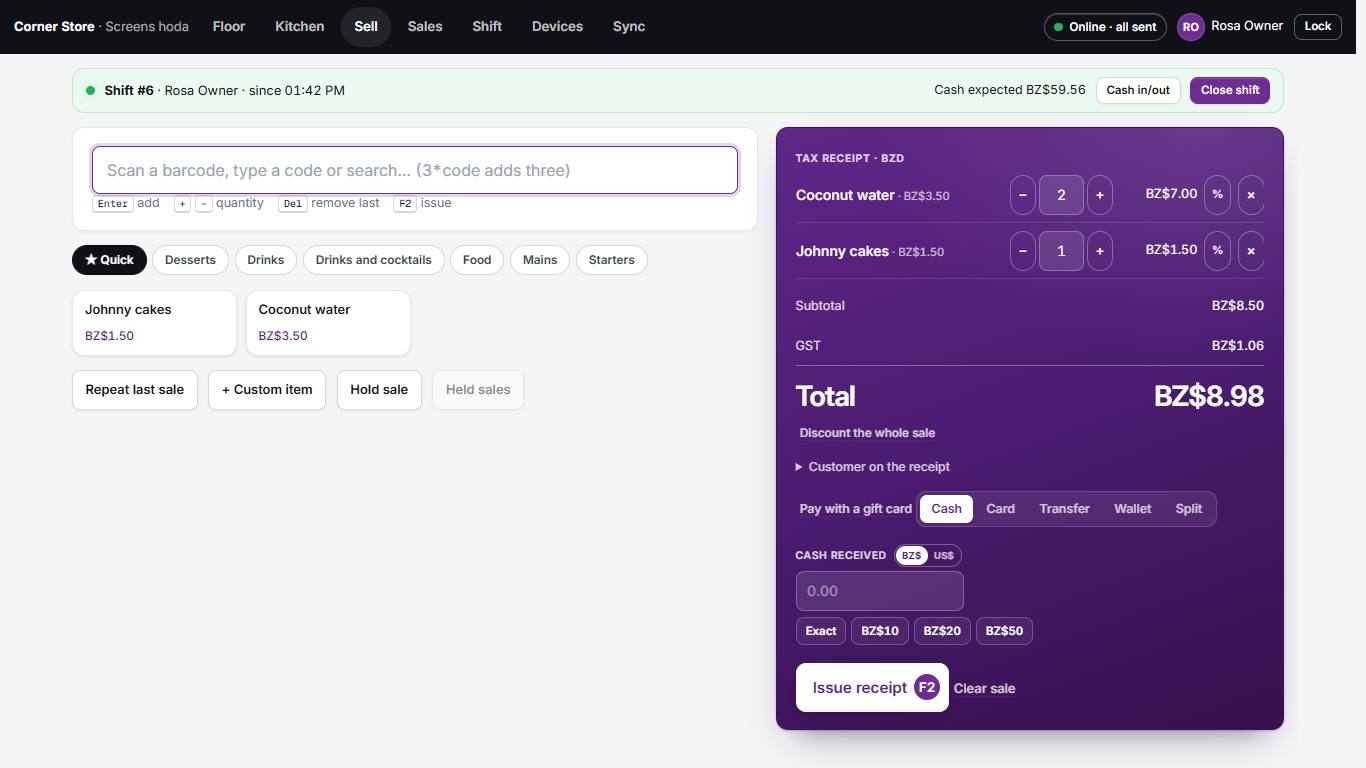 Corner Store · Screens hoda Floor Kitchen Sell Sales Shift Devices Sync Online · all sent RO Rosa Owner Lock
Shift #6 · Rosa Owner · since 01:42 PM Cash expected BZ$59.56 Cash in/out Close shift
Scan a barcode, type a code or search... (3*code adds three)
Enter add + - quantity Del remove last F2 issue
★ Quick Desserts Drinks Drinks and cocktails Food Mains Starters
Johnny cakes Coconut water
BZ$1.50 BZ$3.50
Repeat last sale + Custom item Hold sale Held sales
TAX RECEIPT · BZD
Coconut water · BZ$3.50 − 2 + BZ$7.00 % ×
Johnny cakes · BZ$1.50 − 1 + BZ$1.50 % ×
Subtotal BZ$8.50
GST BZ$1.06
Total BZ$8.98
Discount the whole sale
▶ Customer on the receipt
Pay with a gift card Cash Card Transfer Wallet Split
CASH RECEIVED BZ$ US$
0.00
Exact BZ$10 BZ$20 BZ$50
Issue receipt F2 Clear sale